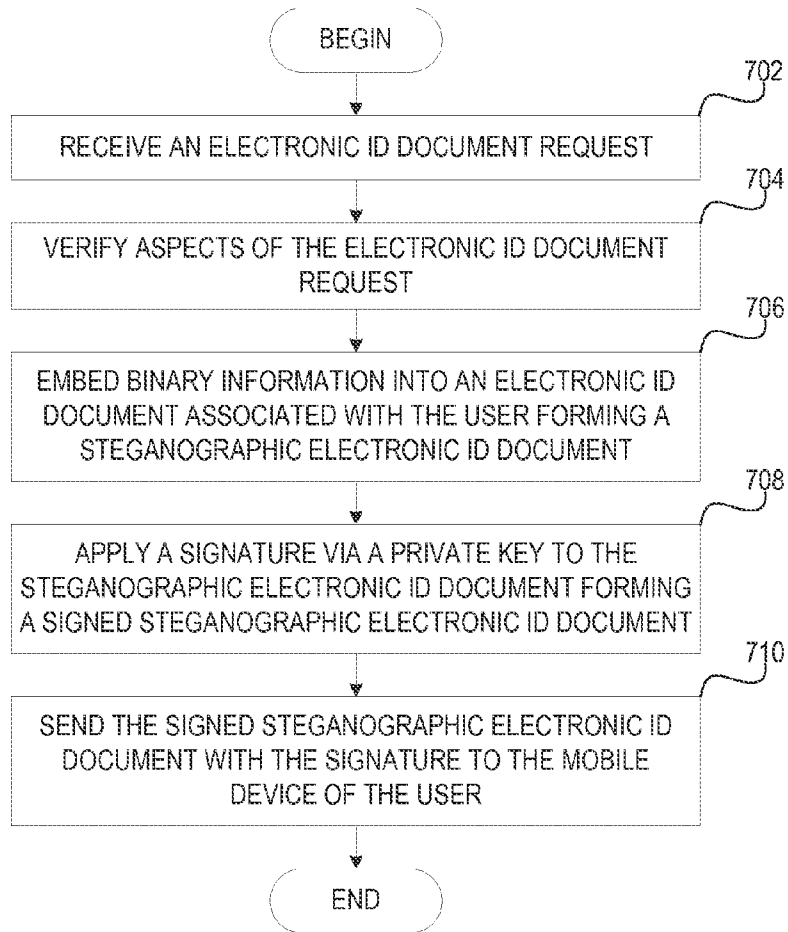 BEGIN
702
RECEIVE AN ELECTRONIC ID DOCUMENT REQUEST
704
VERIFY ASPECTS OF THE ELECTRONIC ID DOCUMENT
REQUEST
706
EMBED BINARY INFORMATION INTO AN ELECTRONIC ID
DOCUMENT ASSOCIATED WITH THE USER FORMING A
STEGANOGRAPHIC ELECTRONIC ID DOCUMENT
708
APPLY A SIGNATURE VIA A PRIVATE KEY TO THE
STEGANOGRAPHIC ELECTRONIC ID DOCUMENT FORMING
A SIGNED STEGANOGRAPHIC ELECTRONIC ID DOCUMENT
710
SEND THE SIGNED STEGANOGRAPHIC ELECTRONIC ID
DOCUMENT WITH THE SIGNATURE TO THE MOBILE
DEVICE OF THE USER
END